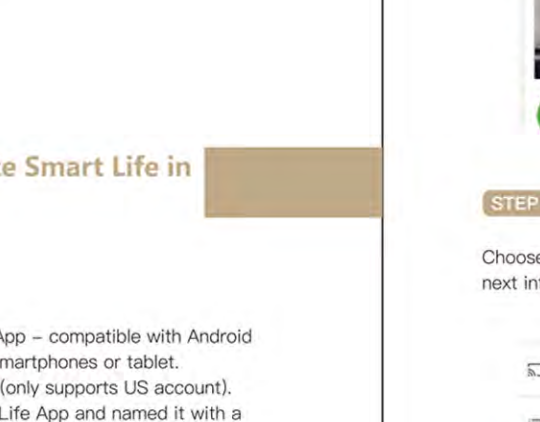 Smart Life in
App – compatible with Android
martphones or tablet.
(only supports US account).
Life App and named it with a
STEP
Choose
next in